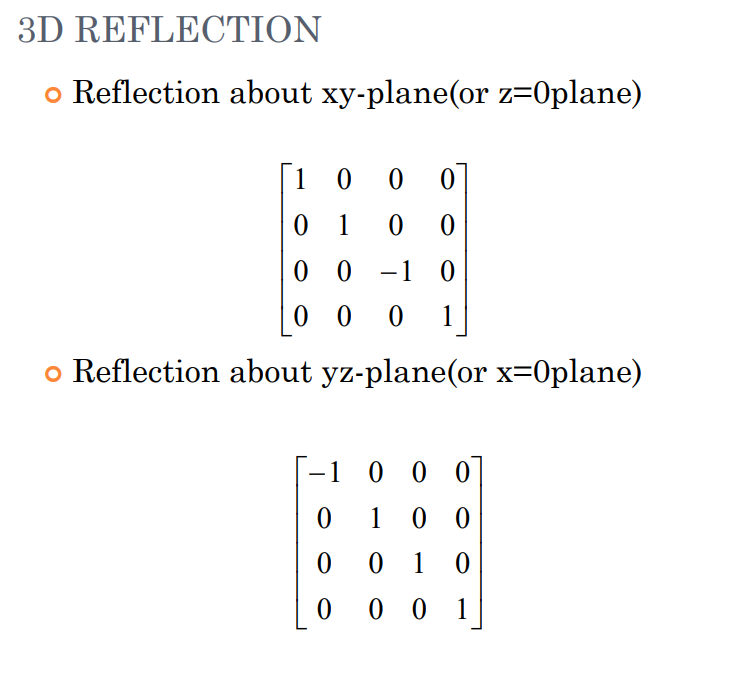 3D REFLECTION
Reflection about xy-plane(or z=0plane)
1 0 0 0
0 1 0 0
0 0 −1 0
0 0 0 1
Reflection about yz-plane(or x=0plane)
−1 0 0 0
0 1 0 0
0 0 1 0
0 0 0 1